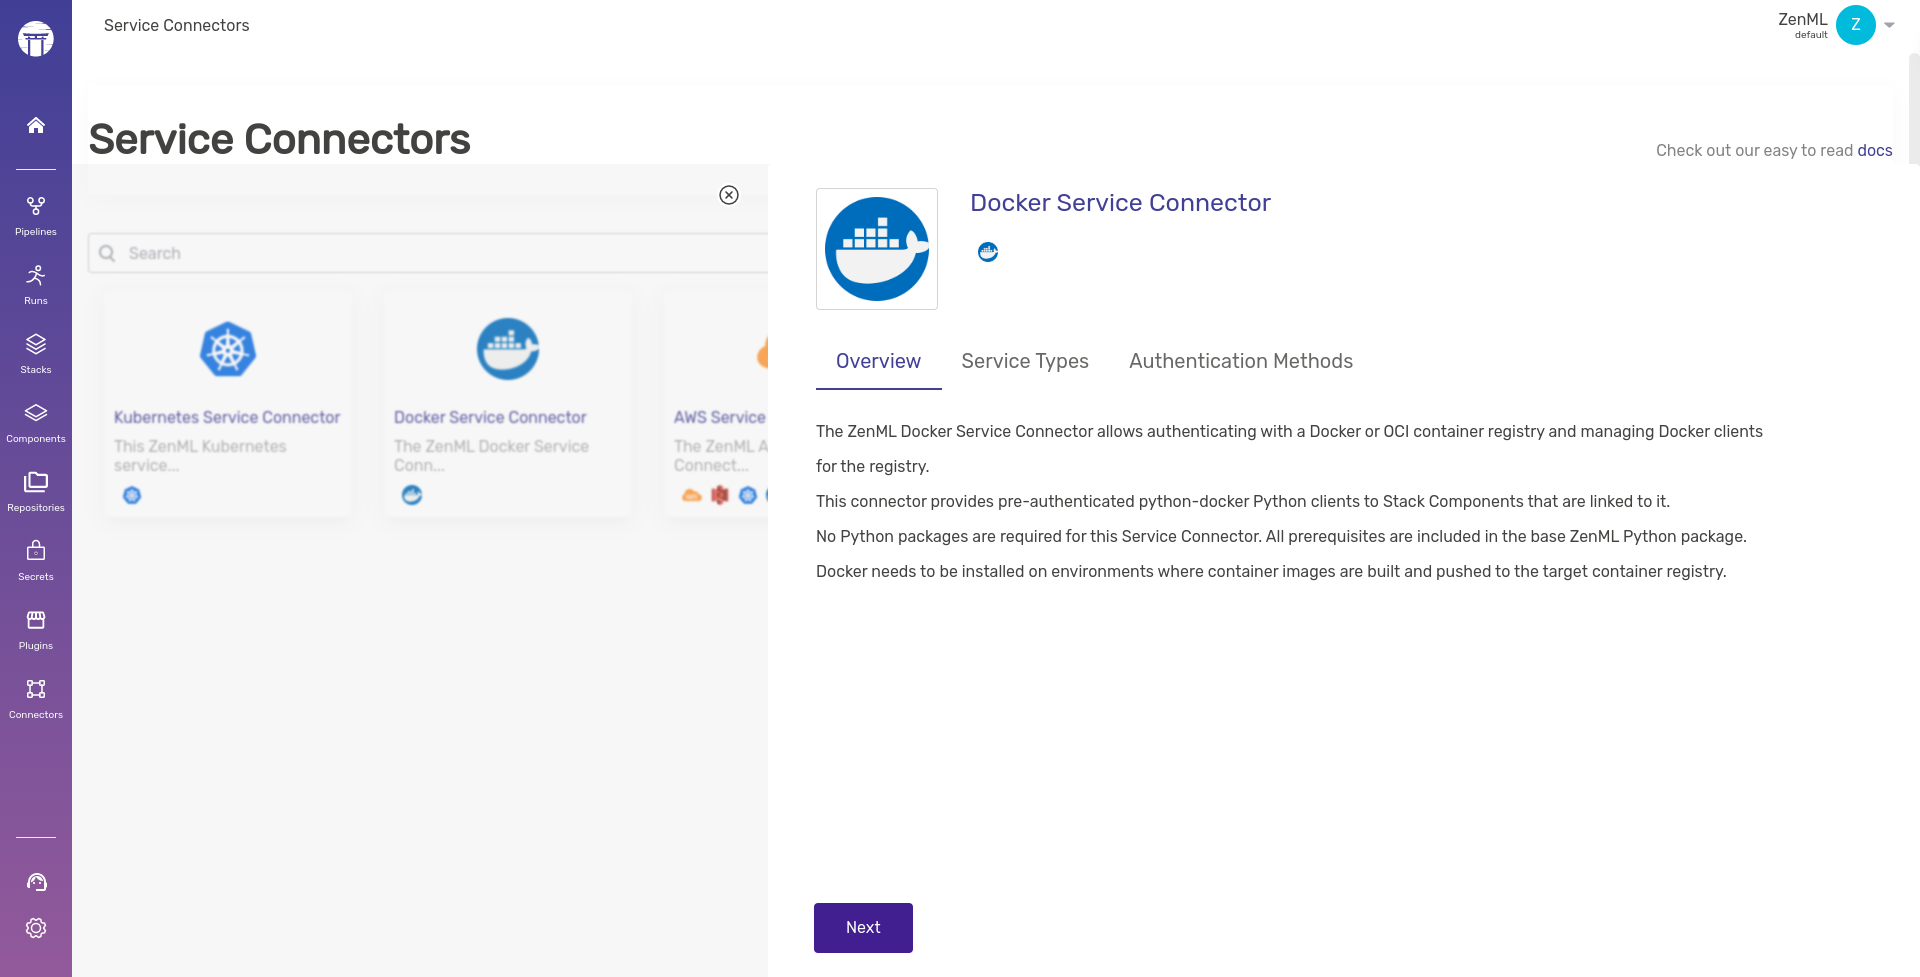 Service Connectors
ZenML
default
Z
Service Connectors
Check out our easy to read docs
Pipelines
Runs
Stacks
Components
Repositories
Secrets
Plugins
Connectors
Search
Kubernetes Service Connector
This ZenML Kubernetes
service...
Docker Service Connector
The ZenML Docker Service
Conn...
AWS Service
The ZenML A
Connect...
Docker Service Connector
Overview
Service Types
Authentication Methods
The ZenML Docker Service Connector allows authenticating with a Docker or OCI container registry and managing Docker clients
for the registry.
This connector provides pre-authenticated python-docker Python clients to Stack Components that are linked to it.
No Python packages are required for this Service Connector. All prerequisites are included in the base ZenML Python package.
Docker needs to be installed on environments where container images are built and pushed to the target container registry.
Next